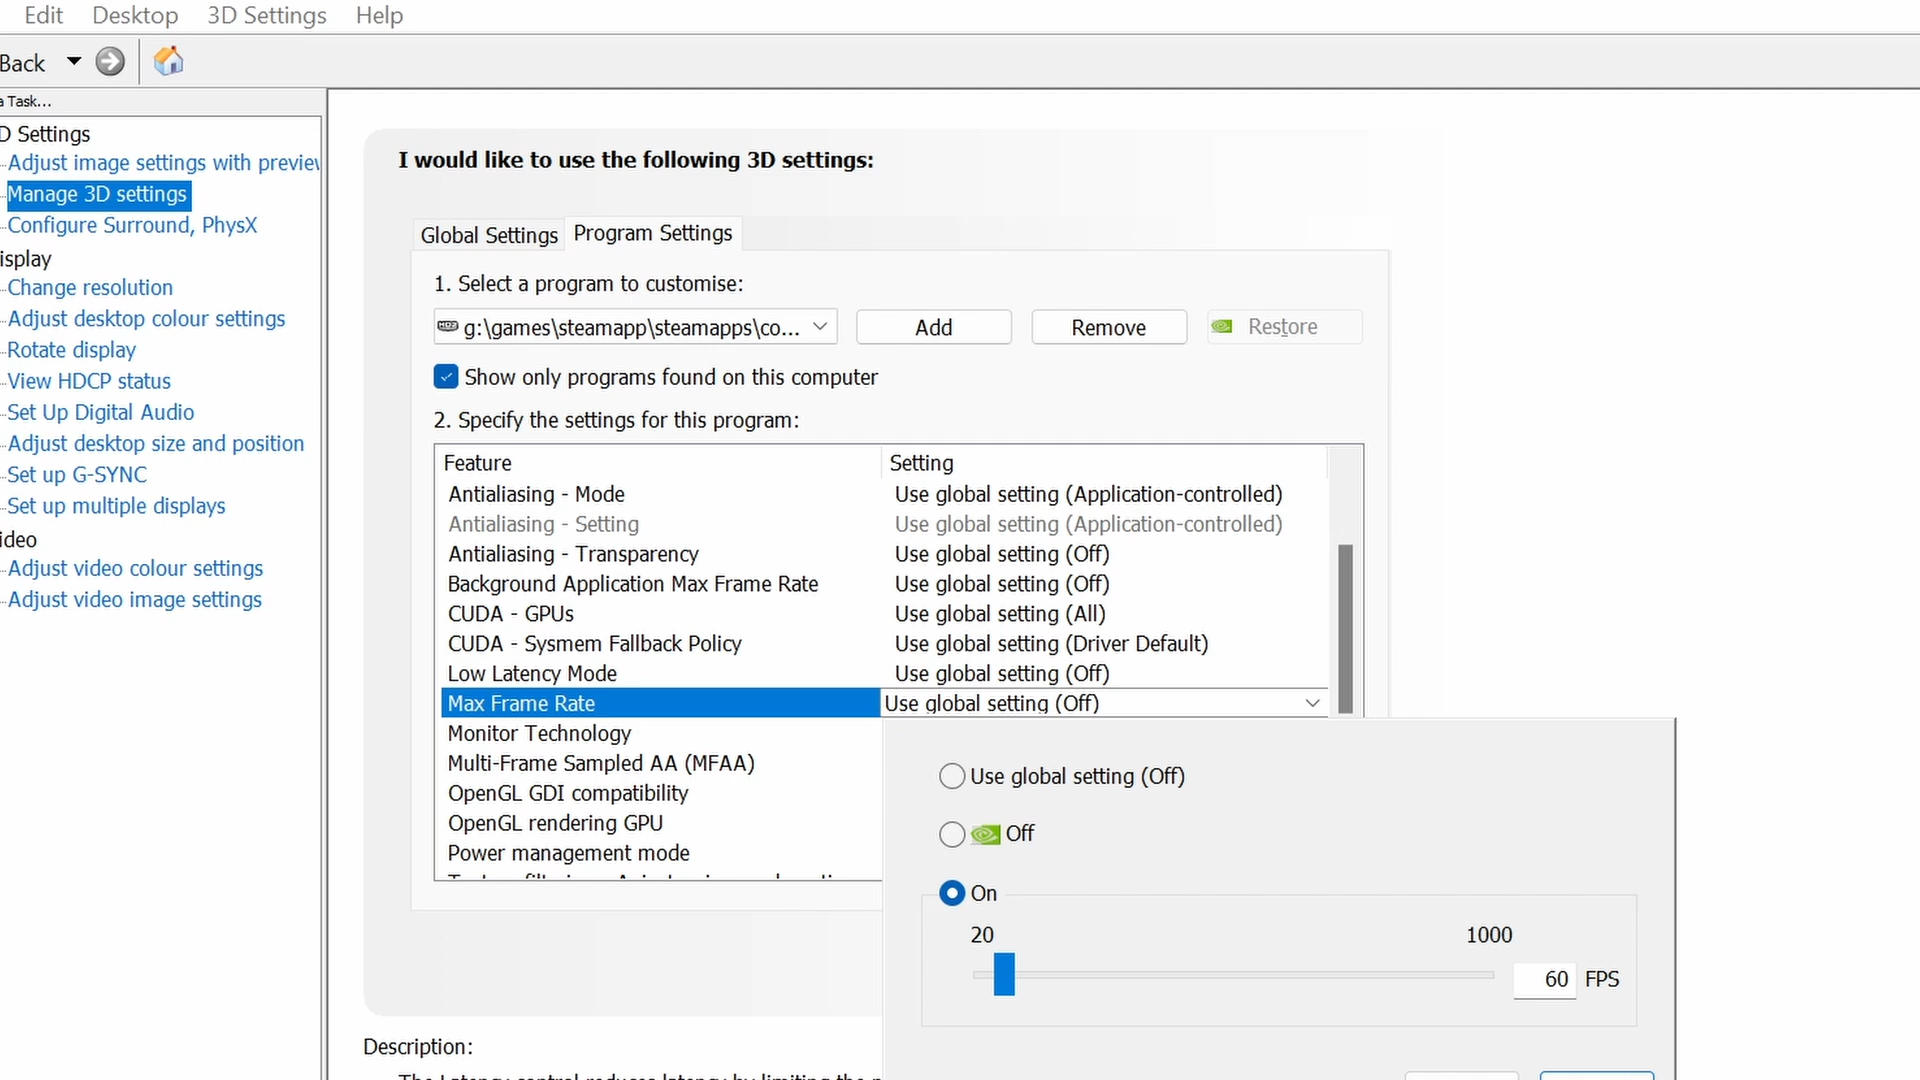 Edit Desktop 3D Settings Help
Back
a Task...
D Settings
Adjust image settings with preview
Manage 3D settings
Configure Surround, PhysX
isplay
Change resolution
Adjust desktop colour settings
Rotate display
View HDCP status
Set Up Digital Audio
Adjust desktop size and position
Set up G-SYNC
Set up multiple displays
ideo
Adjust video colour settings
Adjust video image settings
I would like to use the following 3D settings:
Global Settings Program Settings
1. Select a program to customise:
g:\games\steamapp\steamapps\co... Add Remove Restore
Show only programs found on this computer
2. Specify the settings for this program:
Feature Setting
Antialiasing - Mode Use global setting (Application-controlled)
Antialiasing - Setting Use global setting (Application-controlled)
Antialiasing - Transparency Use global setting (Off)
Background Application Max Frame Rate Use global setting (Off)
CUDA - GPUs Use global setting (All)
CUDA - Sysmem Fallback Policy Use global setting (Driver Default)
Low Latency Mode Use global setting (Off)
Max Frame Rate Use global setting (Off)
Monitor Technology
Multi-Frame Sampled AA (MFAA)
OpenGL GDI compatibility
OpenGL rendering GPU
Power management mode
Use global setting (Off)
Off
On
20 1000
60 FPS
Description: